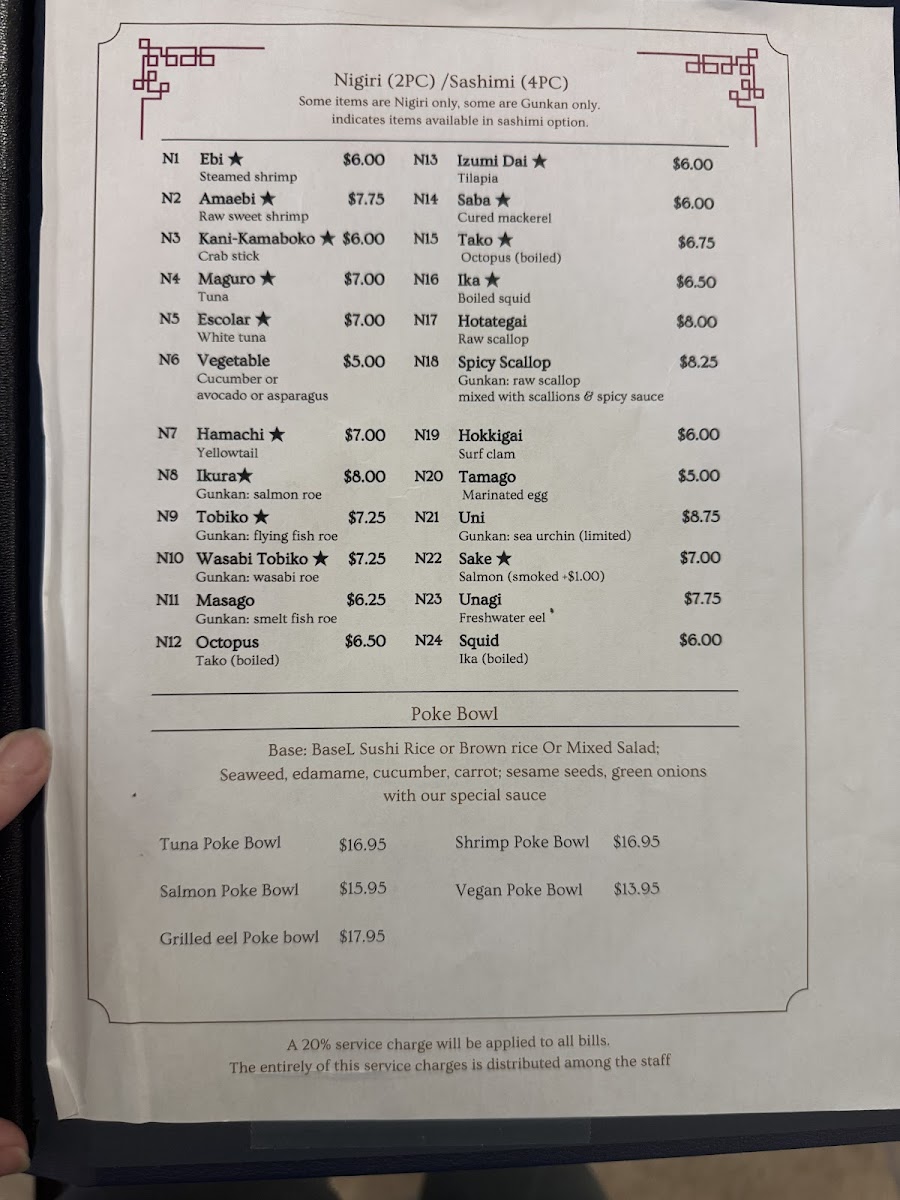 Nigiri (2PC) /Sashimi (4PC)
Some items are Nigiri only, some are Gunkan only.
indicates items available in sashimi option.
N1 Ebi ★ $6.00
Steamed shrimp
N2 Amaebi ★ $7.75
Raw sweet shrimp
N3 Kani-Kamaboko ★ $6.00
Crab stick
N4 Maguro ★ $7.00
Tuna
N5 Escolar ★ $7.00
White tuna
N6 Vegetable $5.00
Cucumber or
avocado or asparagus
N7 Hamachi ★ $7.00
Yellowtail
N8 Ikura★ $8.00
Gunkan: salmon roe
N9 Tobiko ★ $7.25
Gunkan: flying fish roe
N10 Wasabi Tobiko ★ $7.25
Gunkan: wasabi roe
N11 Masago $6.25
Gunkan: smelt fish roe
N12 Octopus $6.50
Tako (boiled)
N13 Izumi Dai ★ $6.00
Tilapia
N14 Saba ★ $6.00
Cured mackerel
N15 Tako ★ $6.75
Octopus (boiled)
N16 Ika ★ $6.50
Boiled squid
N17 Hotategai $8.00
Raw scallop
N18 Spicy Scallop $8.25
Gunkan: raw scallop
mixed with scallions & spicy sauce
N19 Hokkigai $6.00
Surf clam
N20 Tamago $5.00
Marinated egg
N21 Uni $8.75
Gunkan: sea urchin (limited)
N22 Sake ★ $7.00
Salmon (smoked +$1.00)
N23 Unagi $7.75
Freshwater eel
N24 Squid $6.00
Ika (boiled)
Poke Bowl
Base: BaseL Sushi Rice or Brown rice Or Mixed Salad;
Seaweed, edamame, cucumber, carrot; sesame seeds, green onions
with our special sauce
Tuna Poke Bowl $16.95
Shrimp Poke Bowl $16.95
Salmon Poke Bowl $15.95
Vegan Poke Bowl $13.95
Grilled eel Poke bowl $17.95
A 20% service charge will be applied to all bills.
The entirely of this service charges is distributed among the staff